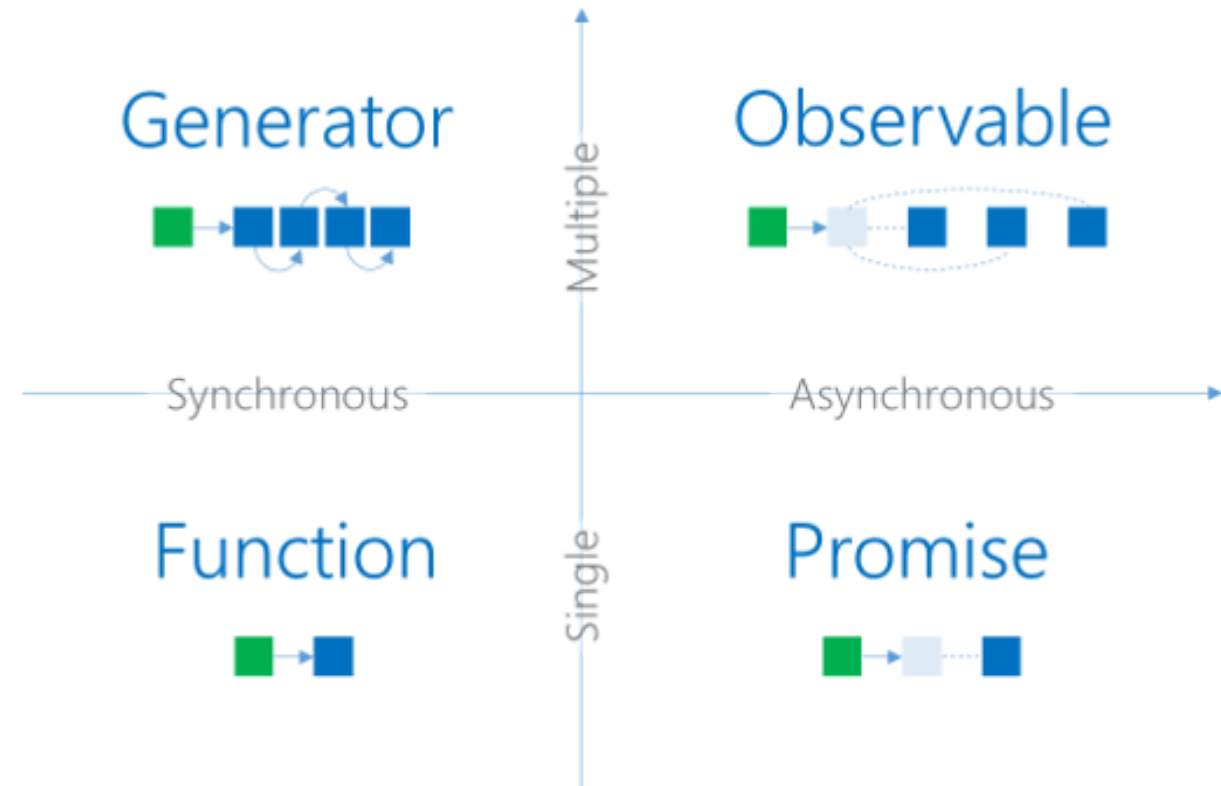 Generator
Observable
Multiple
Synchronous
Asynchronous
Function
Promise
Single